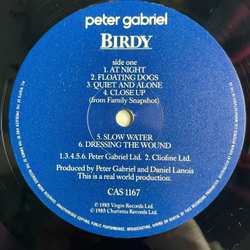 peter gabriel
BIRDY
side one
1. AT NIGHT
2. FLOATING DOGS
3. QUIET AND ALONE
4. CLOSE UP
(from Family Snapshot)
5. SLOW WATER
6. DRESSING THE WOUND
1.3.4.5.6. Peter Gabriel Ltd. 2. Cliofine Ltd.
Produced by Peter Gabriel and Daniel Lanois
This is a real world production.
CAS 1167
℗ 1985 Virgin Records Ltd.
© 1985 Charisma Records Ltd.